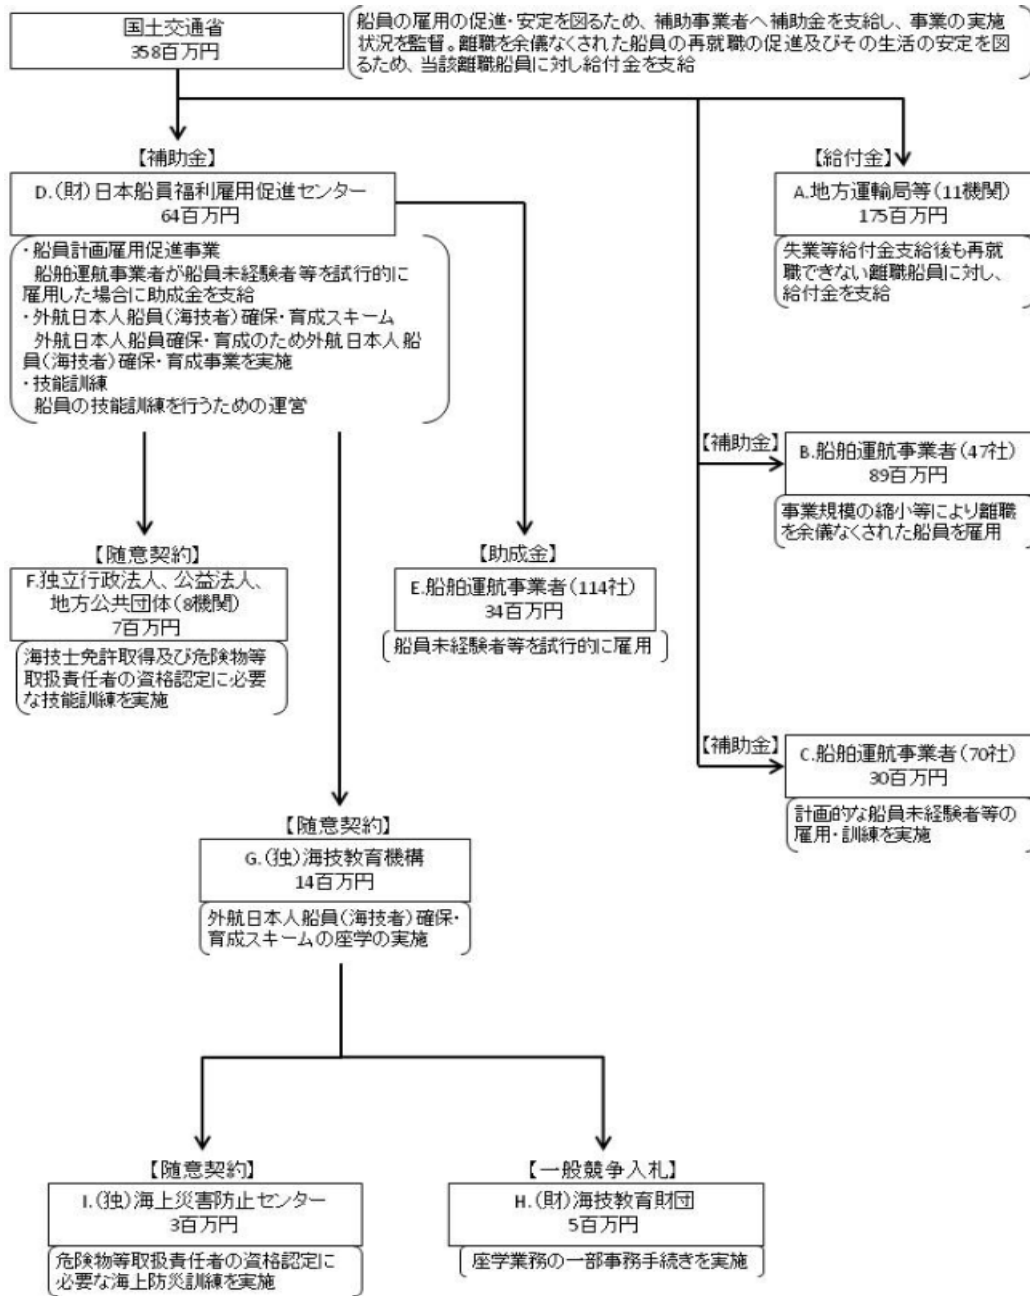 国土交通省
358百万円
船員の雇用の促進・安定を図るため、補助事業者へ補助金を支給し、事業の実施
状況を監督。離職を余儀なくされた船員の再就職の促進及びその生活の安定を図
るため、当該離職船員に対し給付金を支給
【補助金】
D.(財)日本船員福利雇用促進センター
64百万円
・船員計画雇用促進事業
船舶運航事業者が船員未経験者等を試行的に
雇用した場合に助成金を支給
・外航日本人船員(海技者)確保・育成スキーム
外航日本人船員確保・育成のため外航日本人船
員(海技者)確保・育成事業を実施
・技能訓練
船員の技能訓練を行うための運営
【給付金】
A.地方運輸局等(11機関)
175百万円
失業等給付金支給後も再就
職できない離職船員に対し、
給付金を支給
【補助金】
B.船舶運航事業者(47社)
89百万円
事業規模の縮小等により離職
を余儀なくされた船員を雇用
【随意契約】
F.独立行政法人、公益法人、
地方公共団体(8機関)
7百万円
海技士免許取得及び危険物等
取扱責任者の資格認定に必要
な技能訓練を実施
【助成金】
E.船舶運航事業者(114社)
34百万円
船員未経験者等を試行的に雇用
【補助金】
C.船舶運航事業者(70社)
30百万円
計画的な船員未経験者等の
雇用・訓練を実施
【随意契約】
G.(独)海技教育機構
14百万円
外航日本人船員(海技者)確保・
育成スキームの座学の実施
【随意契約】
I.(独)海上災害防止センター
3百万円
危険物等取扱責任者の資格認定に
必要な海上防災訓練を実施
【一般競争入札】
H.(財)海技教育財団
5百万円
座学業務の一部事務手続きを実施